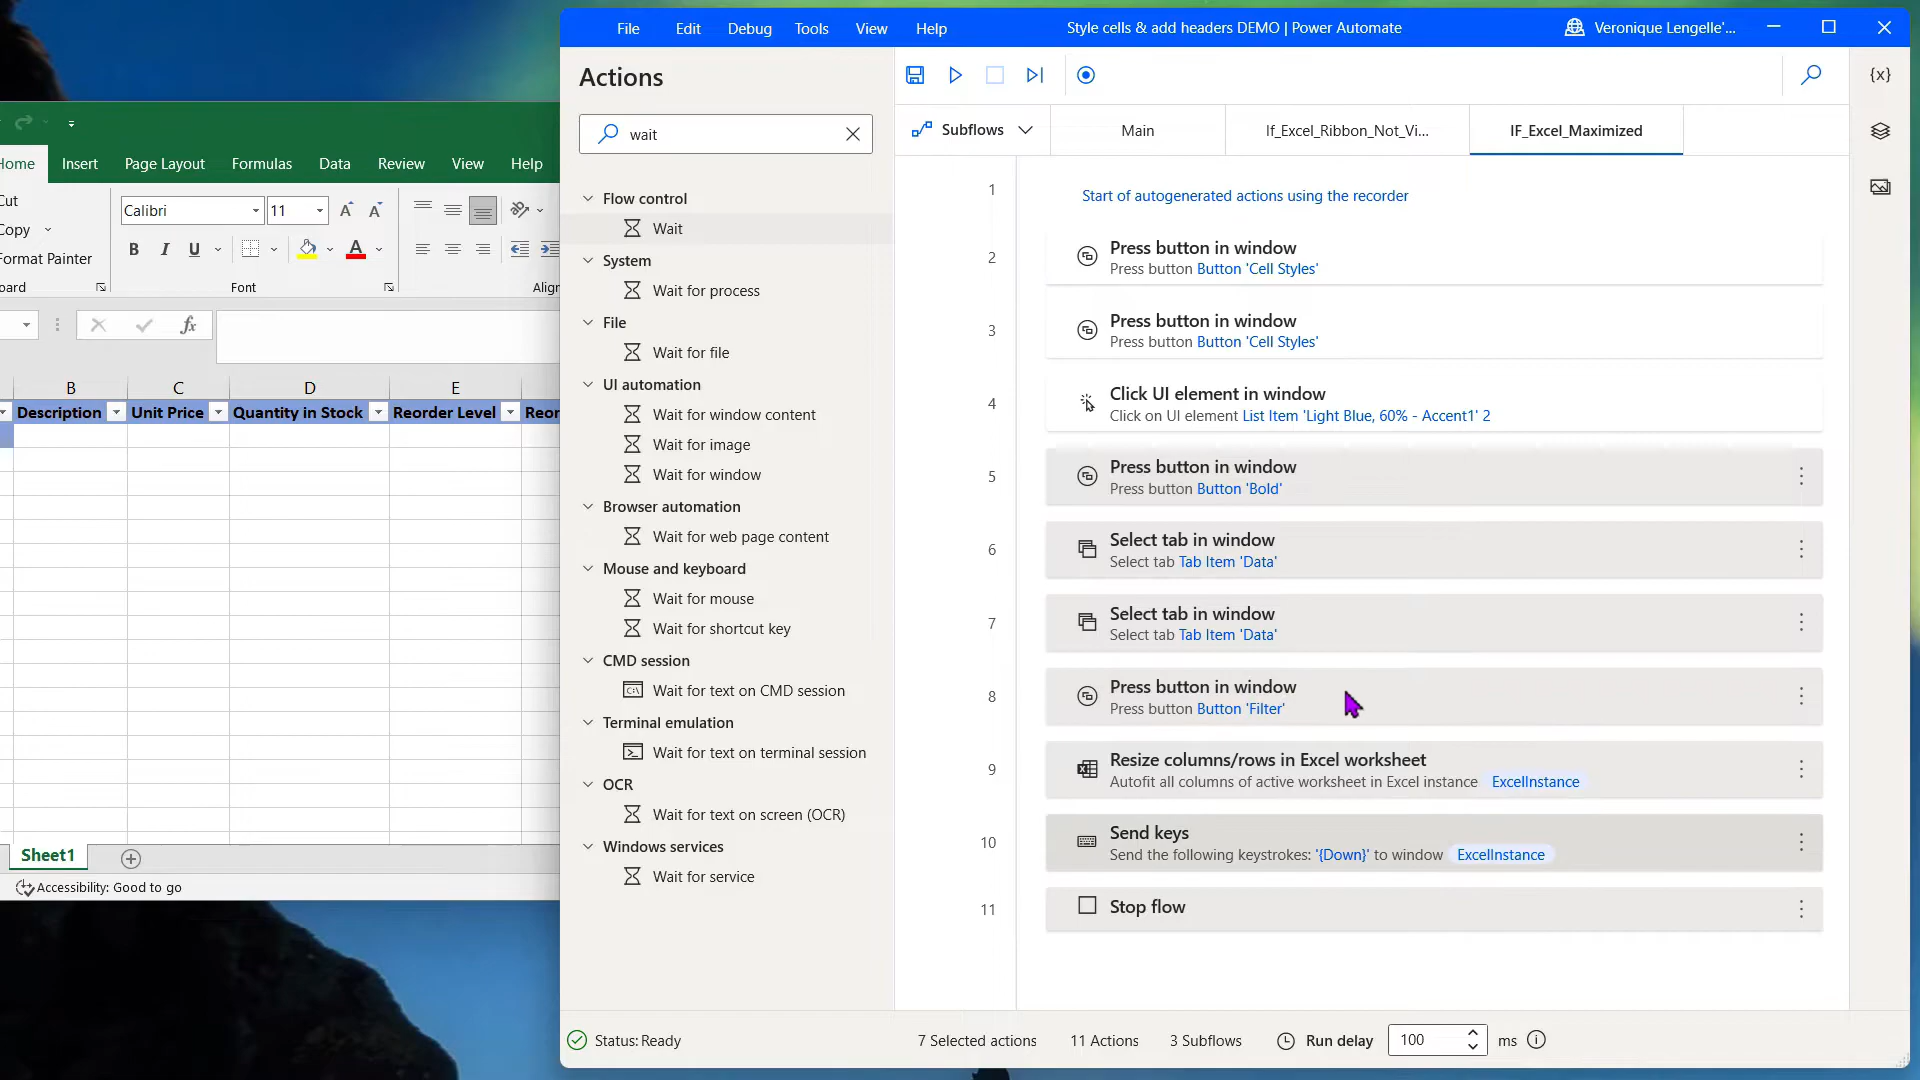 File Edit Debug Tools View Help
Style cells & add headers DEMO | Power Automate
Veronique Lengelle'...
Home Insert Page Layout Formulas Data Review View Help
Cut
Copy
Format Painter
Calibri 11
B I U A
Font
fx
B C D E
Description Unit Price Quantity in Stock Reorder Level Reor
Sheet1
Accessibility: Good to go
Actions
wait
Flow control
Wait
System
Wait for process
File
Wait for file
UI automation
Wait for window content
Wait for image
Wait for window
Browser automation
Wait for web page content
Mouse and keyboard
Wait for mouse
Wait for shortcut key
CMD session
Wait for text on CMD session
Terminal emulation
Wait for text on terminal session
OCR
Wait for text on screen (OCR)
Windows services
Wait for service
{x}
Subflows Main If_Excel_Ribbon_Not_Vi... IF_Excel_Maximized
1 Start of autogenerated actions using the recorder
2 Press button in window
Press button Button 'Cell Styles'
3 Press button in window
Press button Button 'Cell Styles'
4 Click UI element in window
Click on UI element List Item 'Light Blue, 60% - Accent1' 2
5 Press button in window
Press button Button 'Bold'
6 Select tab in window
Select tab Tab Item 'Data'
7 Select tab in window
Select tab Tab Item 'Data'
8 Press button in window
Press button Button 'Filter'
9 Resize columns/rows in Excel worksheet
Autofit all columns of active worksheet in Excel instance ExcelInstance
10 Send keys
Send the following keystrokes: '{Down}' to window ExcelInstance
11 Stop flow
Status: Ready 7 Selected actions 11 Actions 3 Subflows Run delay 100 ms